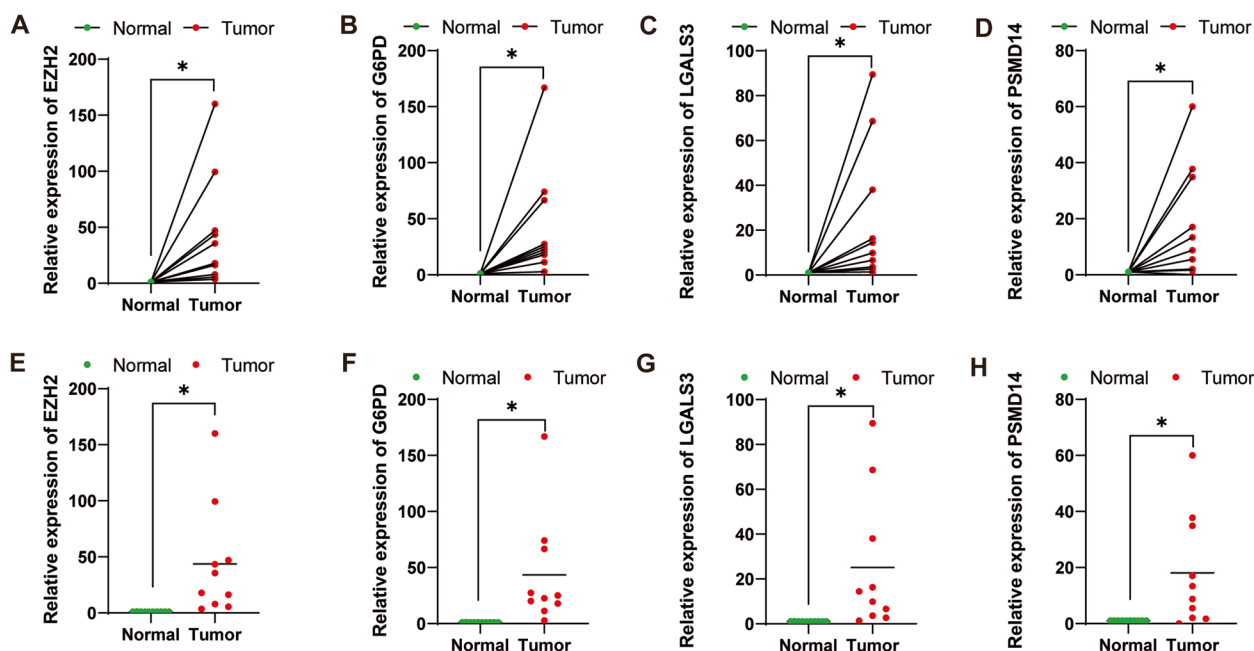 A
Normal Tumor
Relative expression of EZH2
200
150
100
50
0
*
Normal Tumor
B
Normal Tumor
Relative expression of G6PD
200
150
100
50
0
*
Normal Tumor
C
Normal Tumor
Relative expression of LGALS3
100
80
60
40
20
0
*
Normal Tumor
D
Normal Tumor
Relative expression of PSMD14
80
60
40
20
0
*
Normal Tumor
E
Normal Tumor
Relative expression of EZH2
200
150
100
50
0
*
Normal Tumor
F
Normal Tumor
Relative expression of G6PD
200
150
100
50
0
*
Normal Tumor
G
Normal Tumor
Relative expression of LGALS3
100
80
60
40
20
0
*
Normal Tumor
H
Normal Tumor
Relative expression of PSMD14
80
60
40
20
0
*
Normal Tumor